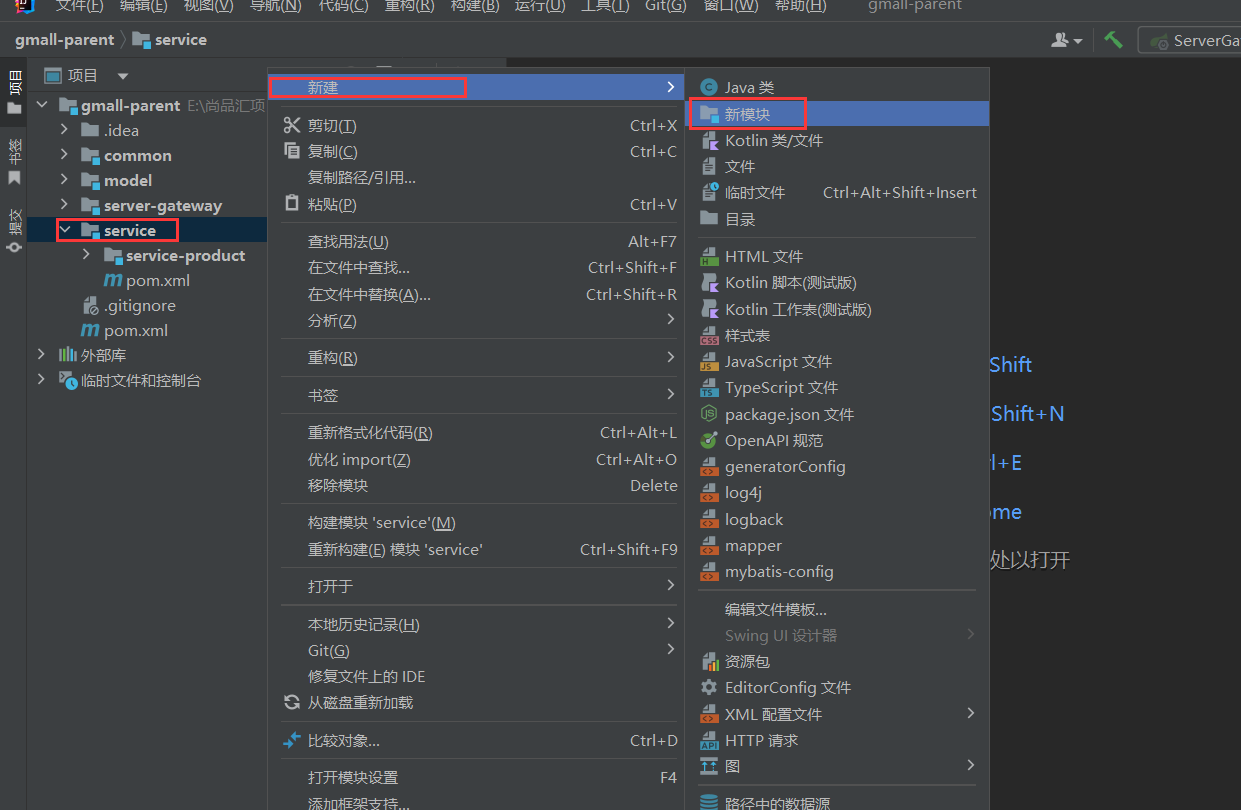 文件(F) 编辑(E) 视图(V) 导航(N) 代码(C) 重构(R) 构建(B) 运行(U) 工具(T) Git(G) 窗口(W) 帮助(H) gmall-parent
gmall-parent service
ServerGa
项目
书签
提交
项目
gmall-parent E:\尚品汇项
.idea
common
model
server-gateway
service
service-product
pom.xml
.gitignore
pom.xml
外部库
临时文件和控制台
新建
剪切(T) Ctrl+X
复制(C) Ctrl+C
复制路径/引用...
粘贴(P) Ctrl+V
查找用法(U) Alt+F7
在文件中查找... Ctrl+Shift+F
在文件中替换(A)... Ctrl+Shift+R
分析(Z)
重构(R)
书签
重新格式化代码(R) Ctrl+Alt+L
优化 import(Z) Ctrl+Alt+O
移除模块 Delete
构建模块 'service'(M)
重新构建(E) 模块 'service' Ctrl+Shift+F9
打开于
本地历史记录(H)
Git(G)
修复文件上的 IDE
从磁盘重新加载
比较对象... Ctrl+D
打开模块设置 F4
添加框架支持...
Java 类
新模块
Kotlin 类/文件
文件
临时文件 Ctrl+Alt+Shift+Insert
目录
HTML 文件
Kotlin 脚本(测试版)
Kotlin 工作表(测试版)
样式表
JavaScript 文件
TypeScript 文件
package.json 文件
OpenAPI 规范
generatorConfig
log4j
logback
mapper
mybatis-config
编辑文件模板...
Swing UI 设计器
资源包
EditorConfig 文件
XML 配置文件
HTTP 请求
图
路径中的数据源
Shift
Shift+N
l+E
ome
处以打开